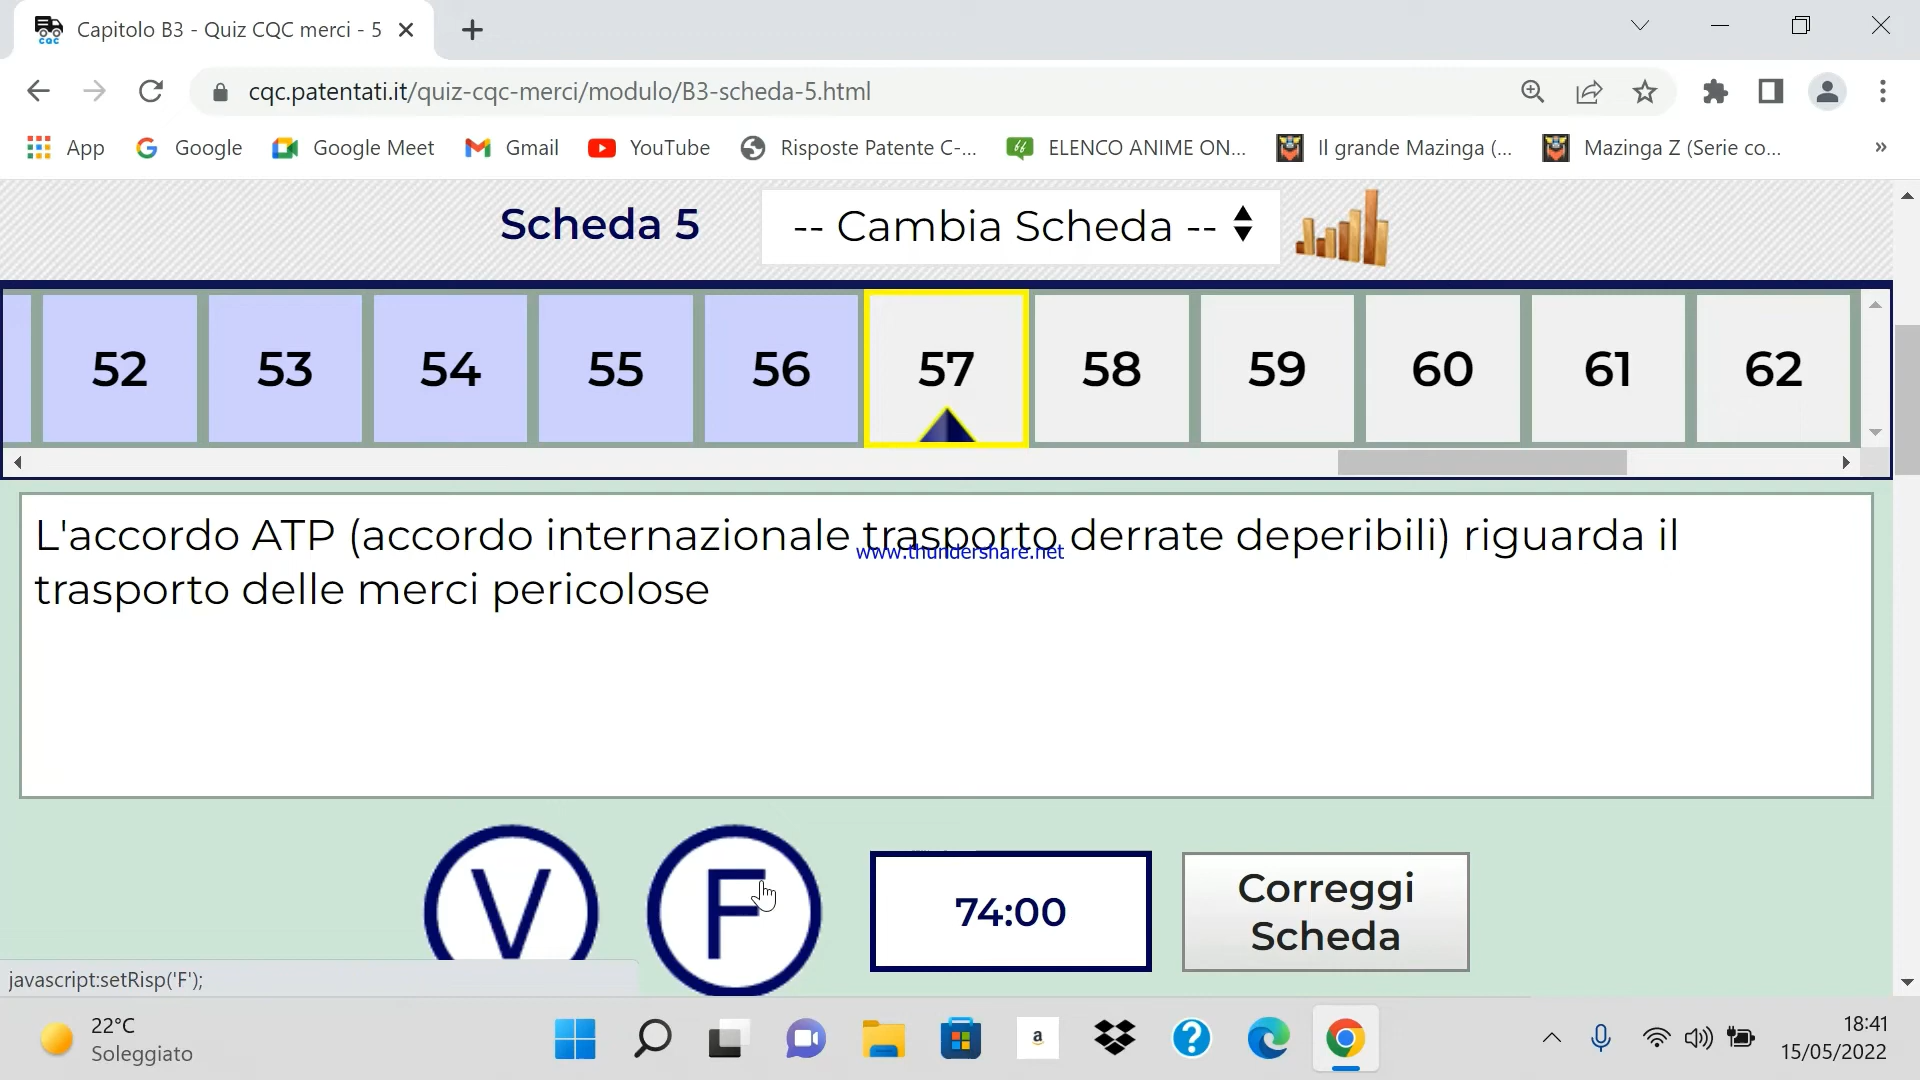 Capitolo B3 - Quiz CQC merci - 5
cqc.patentati.it/quiz-cqc-merci/modulo/B3-scheda-5.html
App Google Google Meet Gmail YouTube Risposte Patente C-... ELENCO ANIME ON... Il grande Mazinga (... Mazinga Z (Serie co... »
Scheda 5 -- Cambia Scheda --
52 53 54 55 56 57 58 59 60 61 62
L'accordo ATP (accordo internazionale trasporto derrate deperibili) riguarda il
www.thundershare.net
trasporto delle merci pericolose
V F 74:00 Correggi
Scheda
javascript:setRisp('F');
22°C
Soleggiato
18:41
15/05/2022